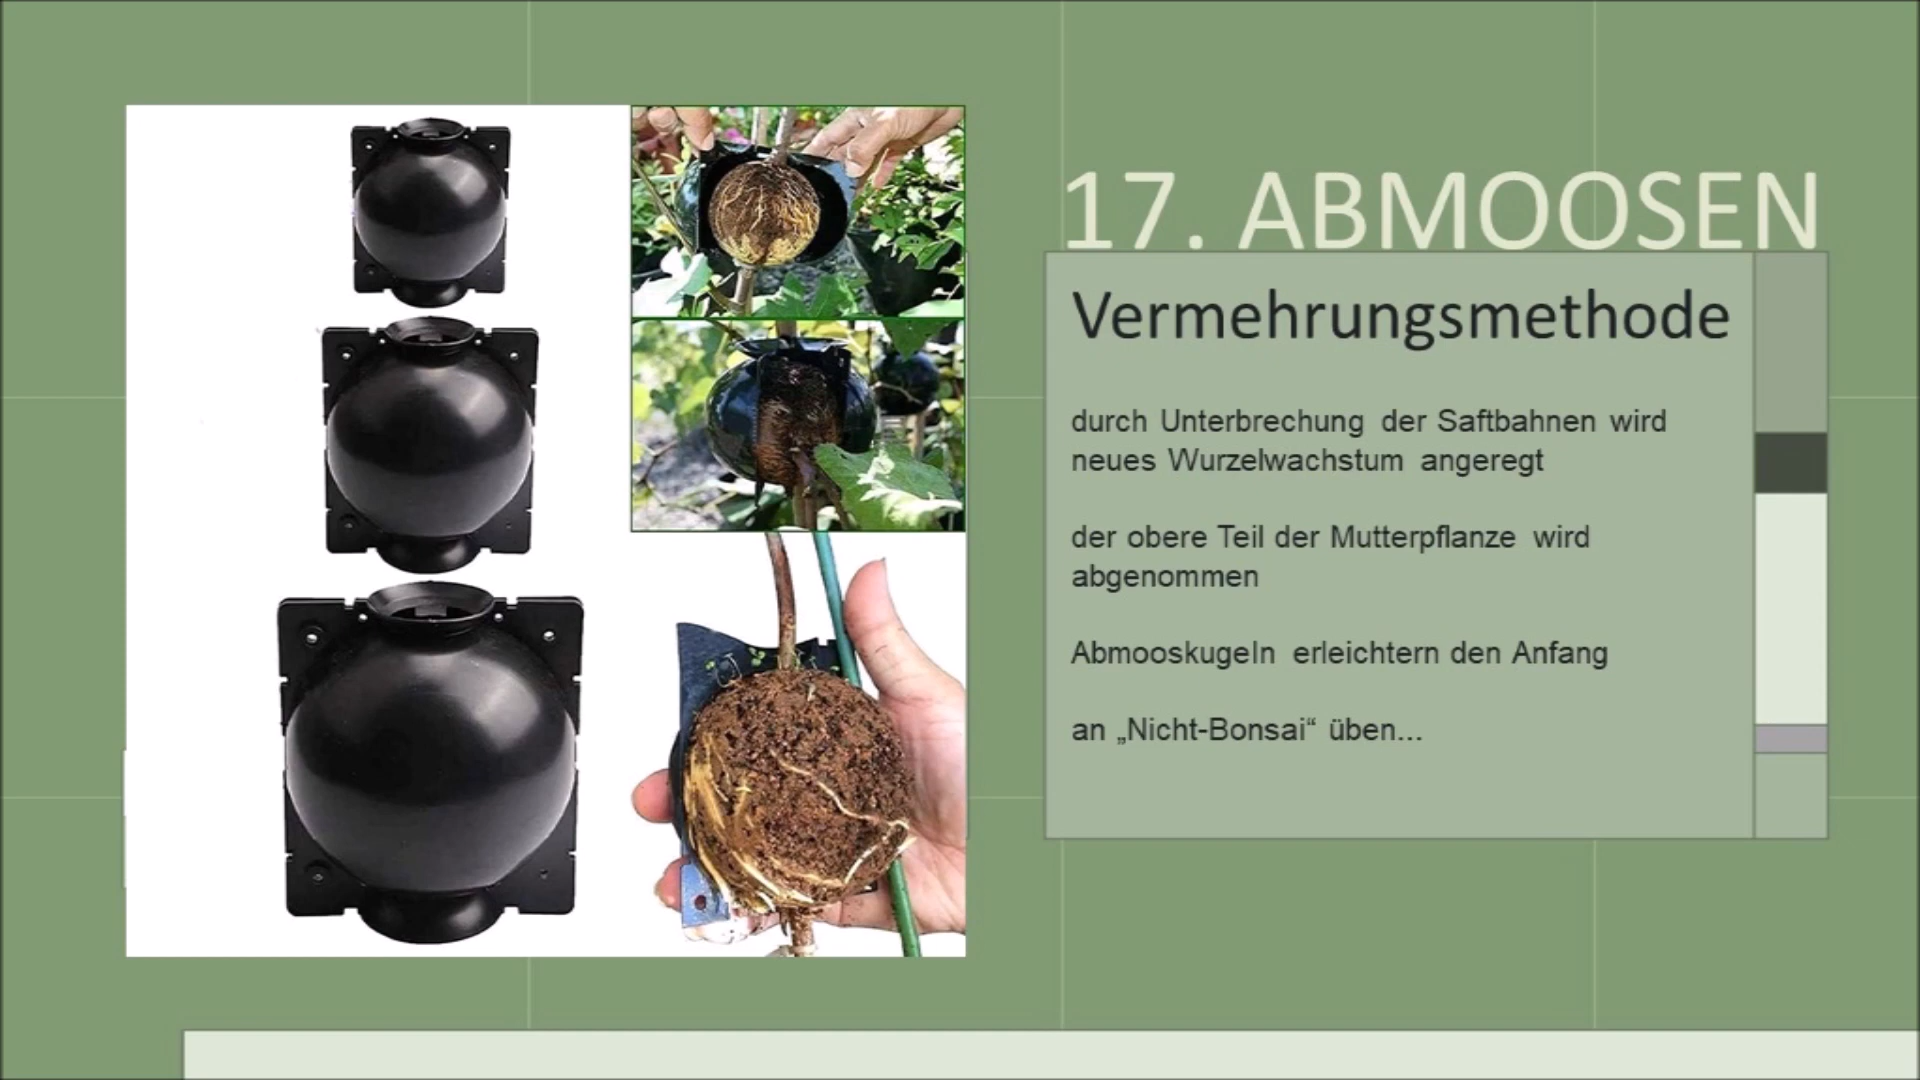 17. ABMOOSEN
Vermehrungsmethode
durch Unterbrechung der Saftbahnen wird
neues Wurzelwachstum angeregt
der obere Teil der Mutterpflanze wird
abgenommen
Abmooskugeln erleichtern den Anfang
an „Nicht-Bonsai“ üben...